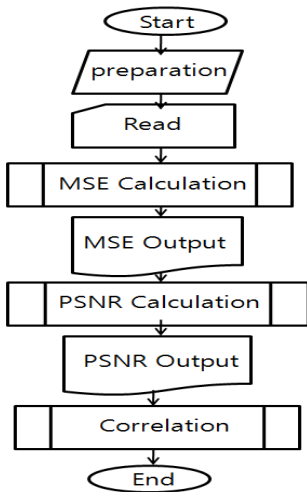 Start
preparation
Read
MSE Calculation
MSE Output
PSNR Calculation
PSNR Output
Correlation
End